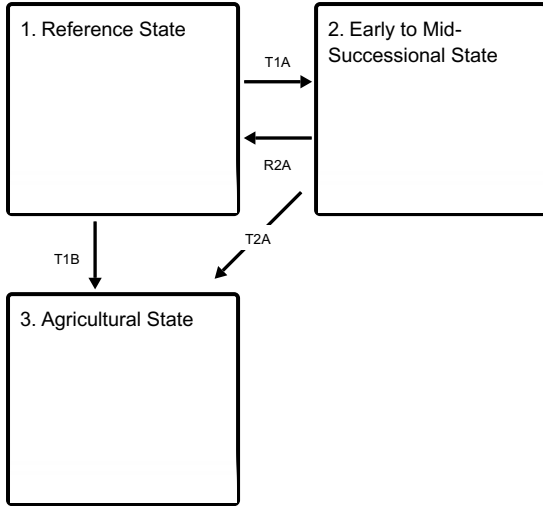 1. Reference State
2. Early to Mid-
Successional State
T1A
R2A
T1B
T2A
3. Agricultural State